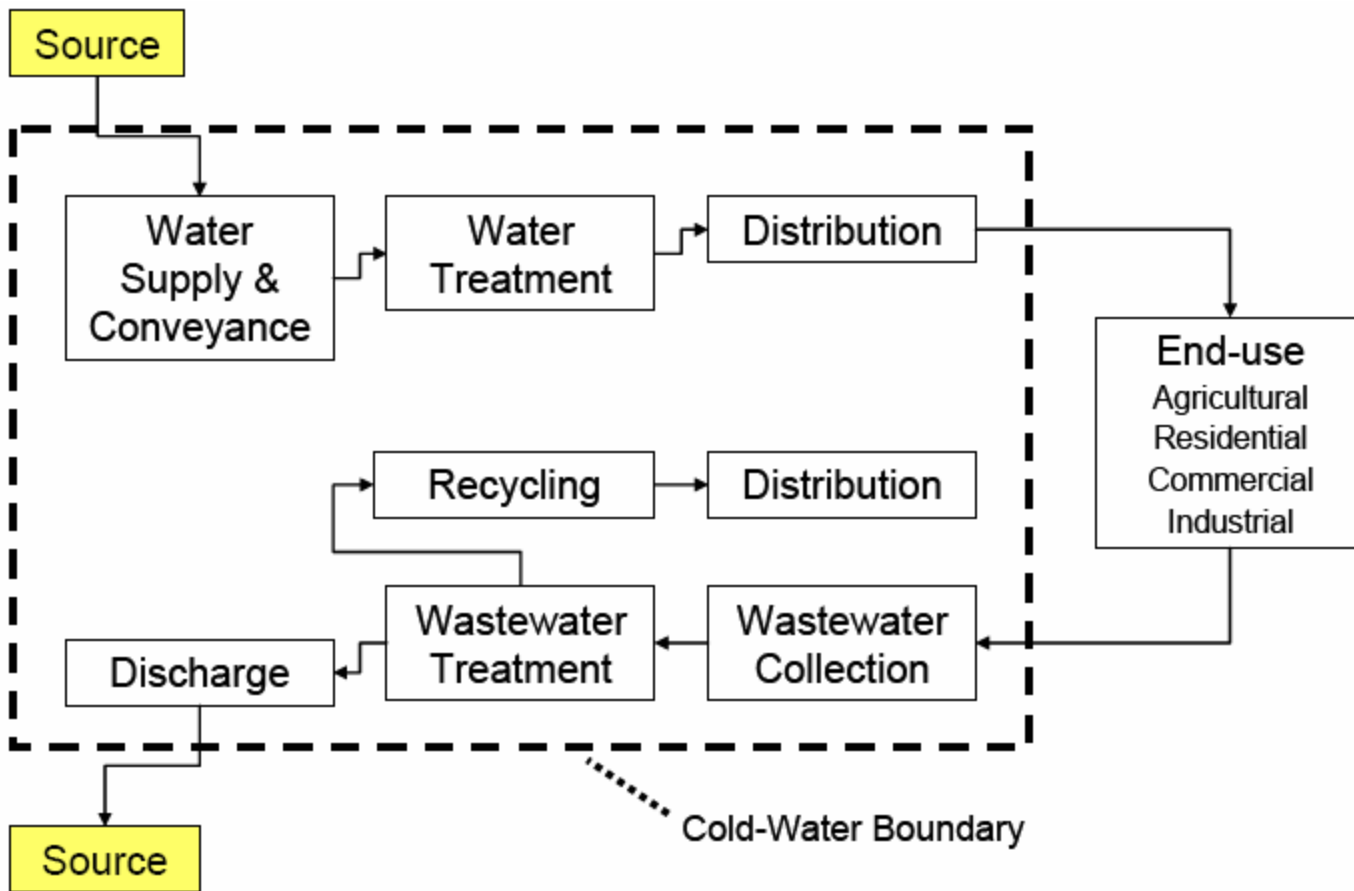 Source
Water
Supply &
Conveyance
Water
Treatment
Distribution
End-use
Agricultural
Residential
Commercial
Industrial
Recycling
Distribution
Wastewater
Treatment
Wastewater
Collection
Discharge
Cold-Water Boundary
Source